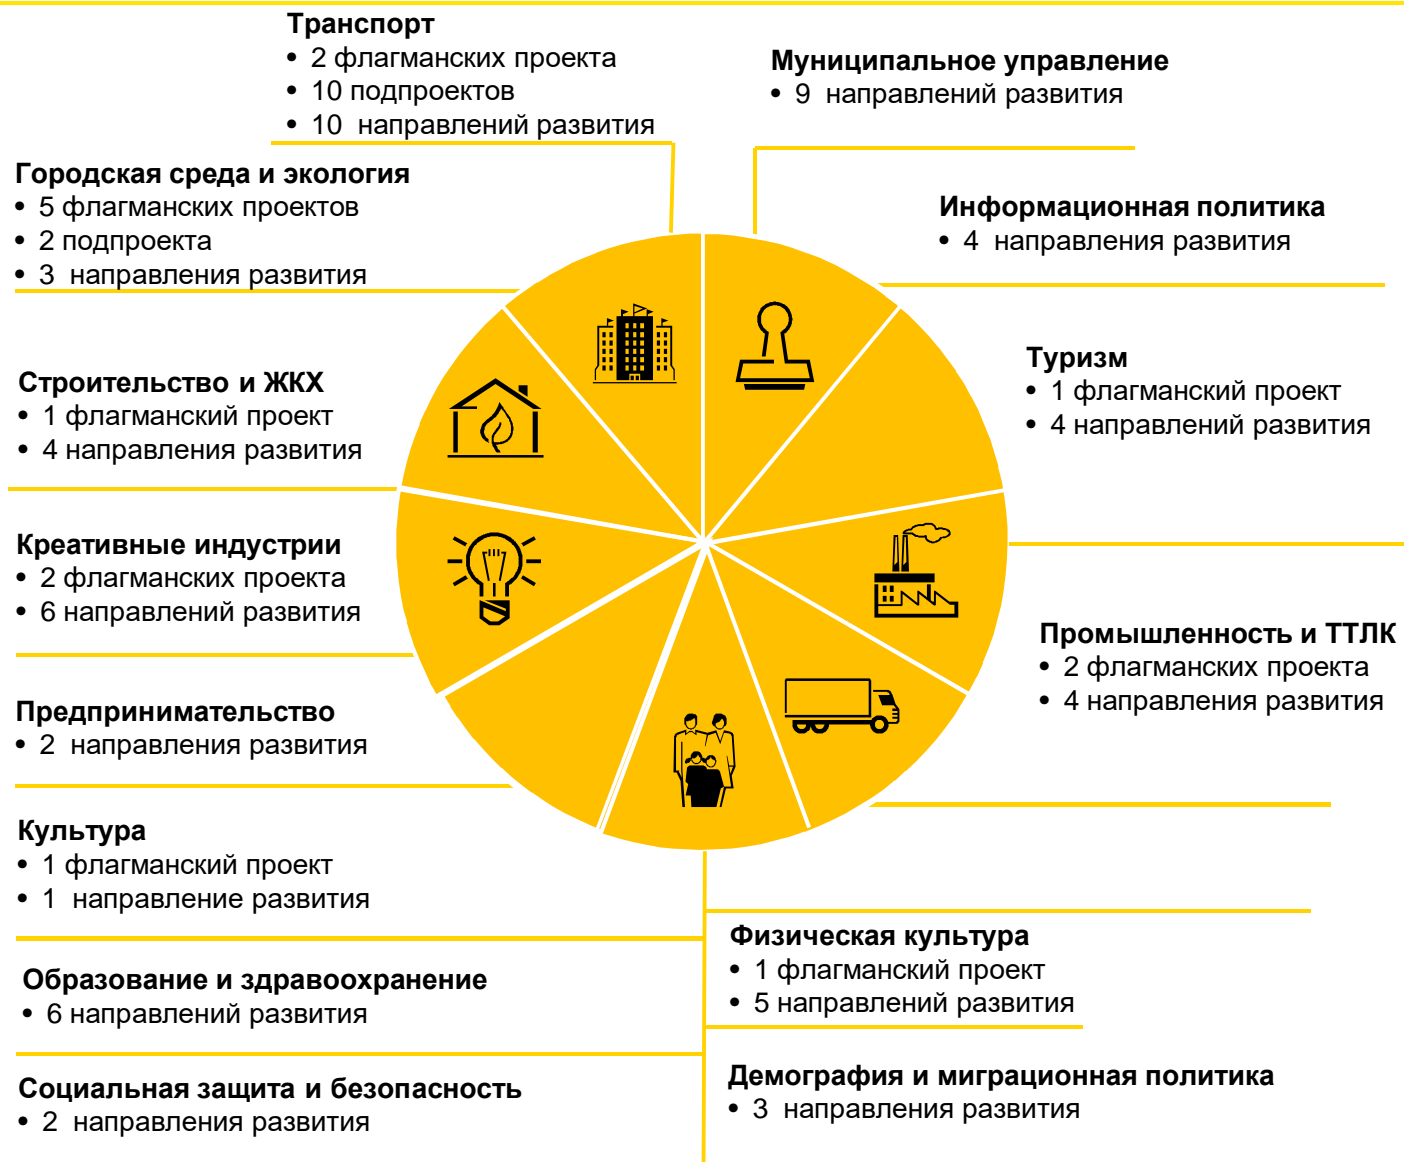 Транспорт
• 2 флагманских проекта
• 10 подпроектов
• 10 направлений развития
Муниципальное управление
• 9 направлений развития
Городская среда и экология
• 5 флагманских проектов
• 2 подпроекта
• 3 направления развития
Информационная политика
• 4 направления развития
Строительство и ЖКХ
• 1 флагманский проект
• 4 направления развития
Туризм
• 1 флагманский проект
• 4 направлений развития
Креативные индустрии
• 2 флагманских проекта
• 6 направлений развития
Промышленность и ТТЛК
• 2 флагманских проекта
• 4 направления развития
Предпринимательство
• 2 направления развития
Культура
• 1 флагманский проект
• 1 направление развития
Физическая культура
• 1 флагманский проект
• 5 направлений развития
Образование и здравоохранение
• 6 направлений развития
Социальная защита и безопасность
• 2 направления развития
Демография и миграционная политика
• 3 направления развития